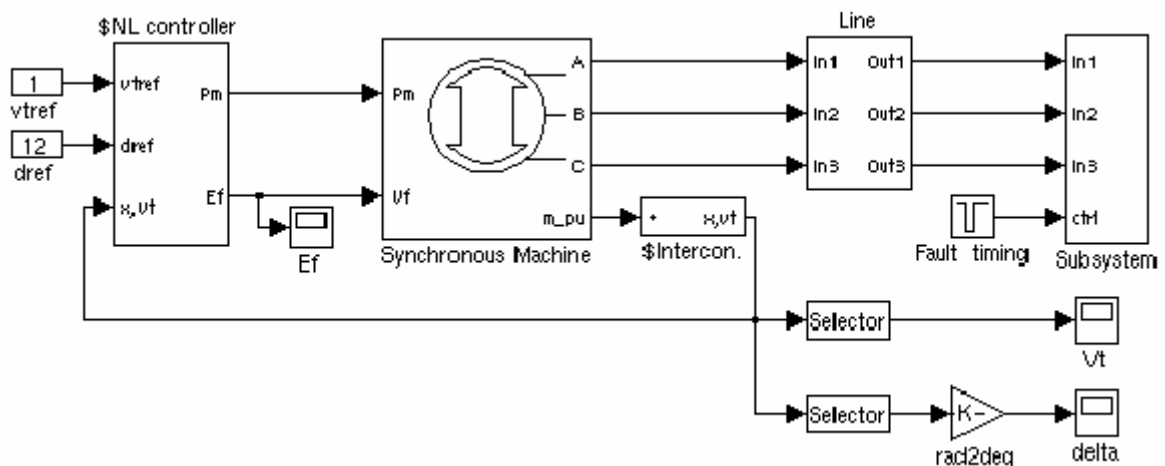 $NL controller
Line
1
vtref
12
dref
vtref
dref
x,vt
Pm
Ef
Ef
Pm
Vf
A
B
C
m_pu
Synchronous Machine
x,vt
$Intercon.
In1
In2
In3
Out1
Out2
Out3
In1
In2
In3
ctrl
Subsystem
Fault timing
Selector
Vt
Selector
K-
rad2deg
delta